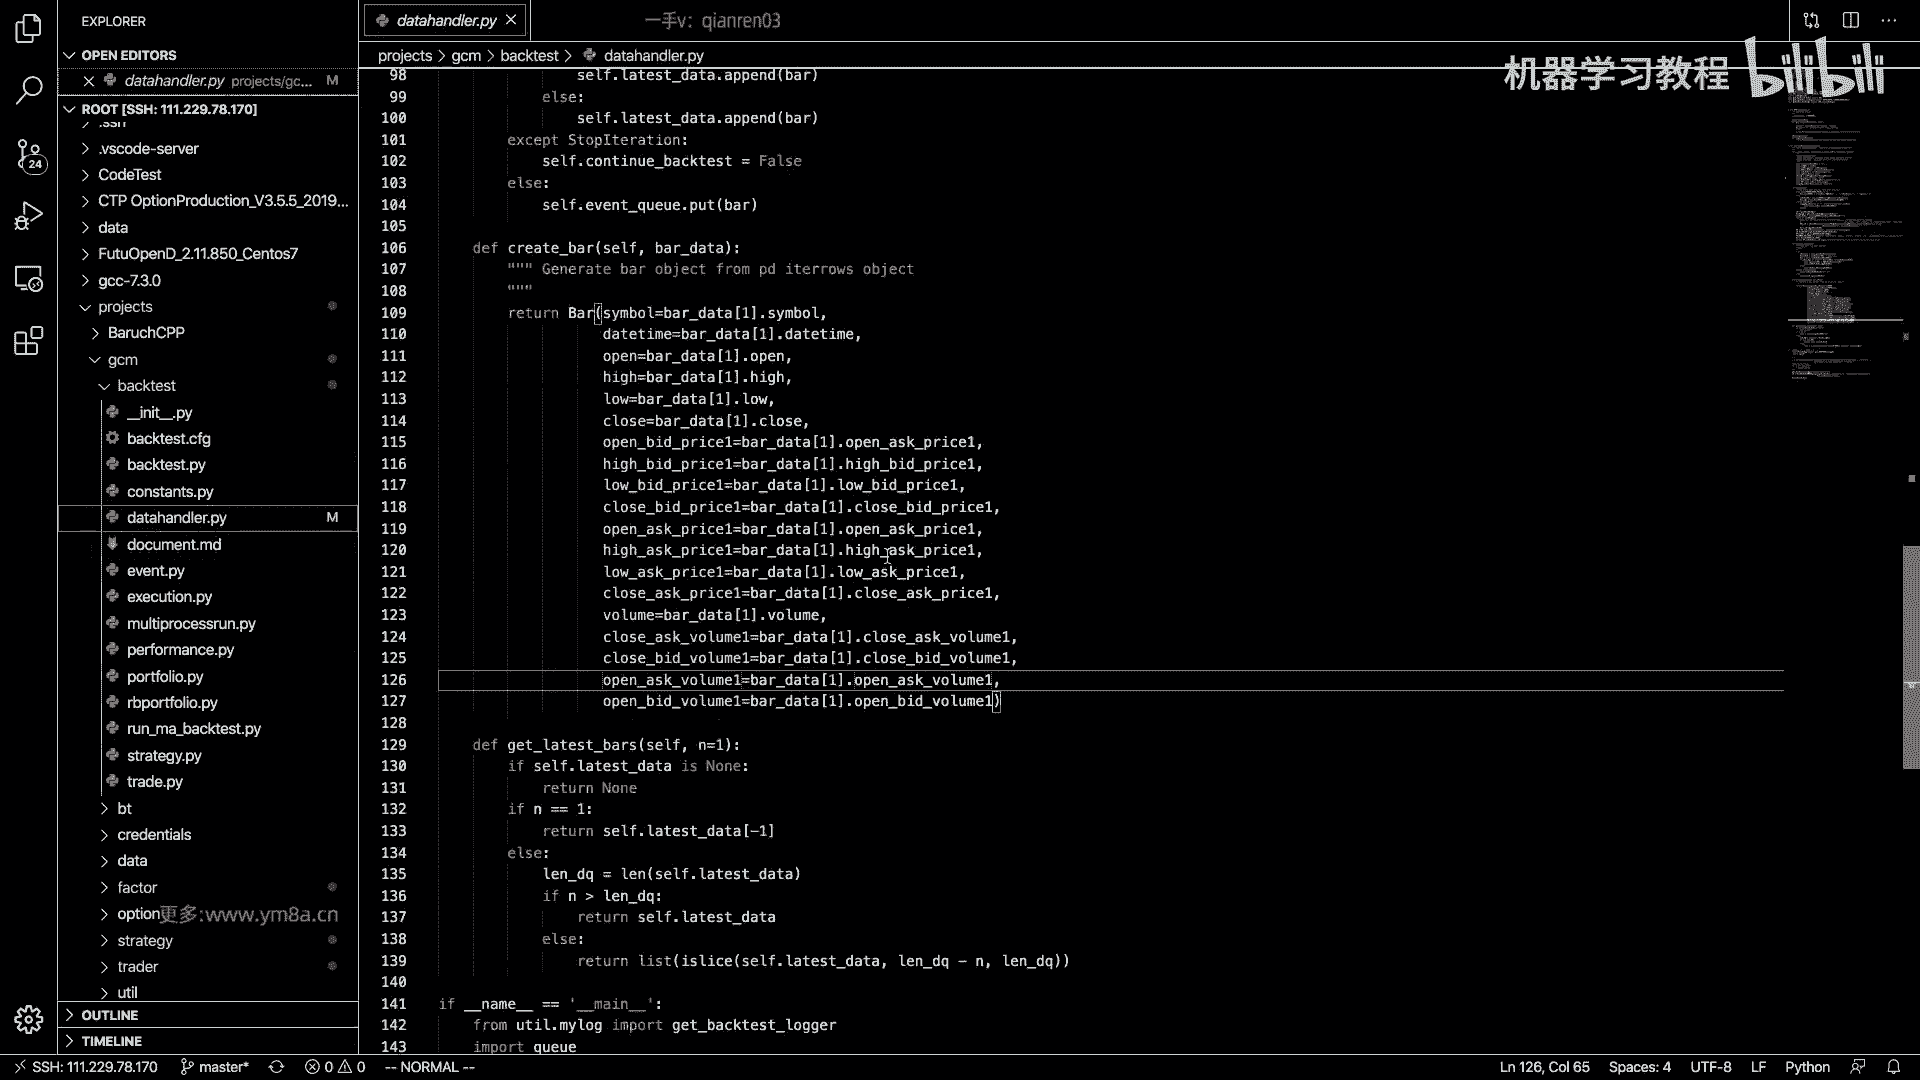 EXPLORER
OPEN EDITORS
datahandler.py projects/gc... M
ROOT [SSH: 111.229.78.170]
.ssh
.vscode-server
CodeTest
CTP OptionProduction_V3.5.5_2019...
data
FutuOpenD_2.11.850_Centos7
gcc-7.3.0
projects
BaruchCPP
gcm
backtest
__init__.py
backtest.cfg
backtest.py
constants.py
datahandler.py M
document.md
event.py
execution.py
multiprocessrun.py
performance.py
portfolio.py
rbportfolio.py
run_ma_backtest.py
strategy.py
trade.py
bt
credentials
data
factor
option
更多:www.ym8a.cn
strategy
trader
util
OUTLINE
TIMELINE
24
datahandler.py
一手v: qianren03
projects > gcm > backtest > datahandler.py
机器学习教程 bilibili
98 self.latest_data.append(bar)
99 else:
100 self.latest_data.append(bar)
101 except StopIteration:
102 self.continue_backtest = False
103 else:
104 self.event_queue.put(bar)
105
106 def create_bar(self, bar_data):
107 """ Generate bar object from pd iterrows object
108 """
109 return Bar(symbol=bar_data[1].symbol,
110 datetime=bar_data[1].datetime,
111 open=bar_data[1].open,
112 high=bar_data[1].high,
113 low=bar_data[1].low,
114 close=bar_data[1].close,
115 open_bid_price1=bar_data[1].open_ask_price1,
116 high_bid_price1=bar_data[1].high_bid_price1,
117 low_bid_price1=bar_data[1].low_bid_price1,
118 close_bid_price1=bar_data[1].close_bid_price1,
119 open_ask_price1=bar_data[1].open_ask_price1,
120 high_ask_price1=bar_data[1].high_ask_price1,
121 low_ask_price1=bar_data[1].low_ask_price1,
122 close_ask_price1=bar_data[1].close_ask_price1,
123 volume=bar_data[1].volume,
124 close_ask_volume1=bar_data[1].close_ask_volume1,
125 close_bid_volume1=bar_data[1].close_bid_volume1,
126 open_ask_volume1=bar_data[1].open_ask_volume1,
127 open_bid_volume1=bar_data[1].open_bid_volume1)
128
129 def get_latest_bars(self, n=1):
130 if self.latest_data is None:
131 return None
132 if n == 1:
133 return self.latest_data[-1]
134 else:
135 len_dq = len(self.latest_data)
136 if n > len_dq:
137 return self.latest_data
138 else:
139 return list(islice(self.latest_data, len_dq - n, len_dq))
140
141 if __name__ == '__main__':
142 from util.mylog import get_backtest_logger
143 import queue
SSH: 111.229.78.170 master* 0 0 -- NORMAL -- Ln 126, Col 65 Spaces: 4 UTF-8 LF Python